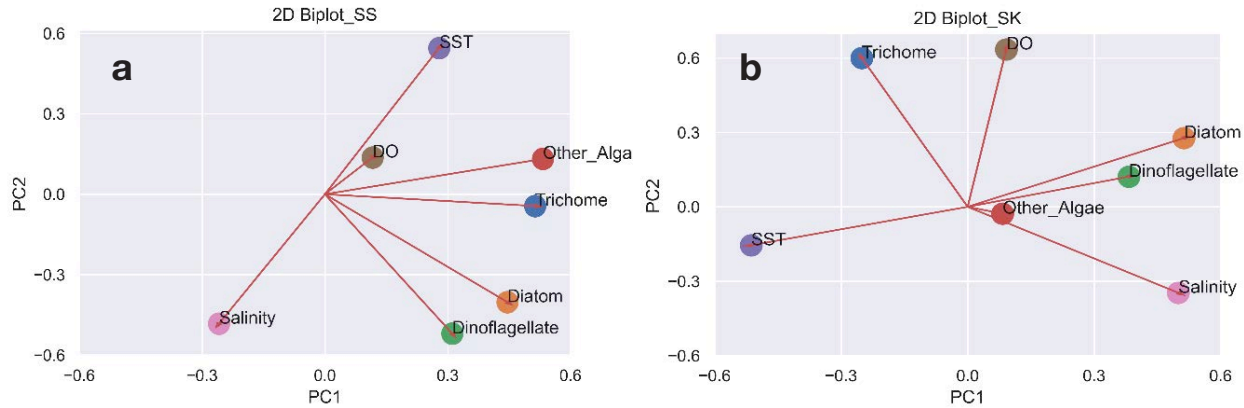 2D Biplot_SS
a
0.6
0.3
0.0
−0.3
−0.6
PC2
SST
DO
Other_Alga
Trichome
Diatom
Dinoflagellate
Salinity
−0.6 −0.3 0.0 0.3 0.6
PC1
2D Biplot_SK
b
0.6
0.3
0.0
−0.3
−0.6
PC2
Trichome
DO
Diatom
Dinoflagellate
Other_Algae
SST
Salinity
−0.6 −0.3 0.0 0.3 0.6
PC1